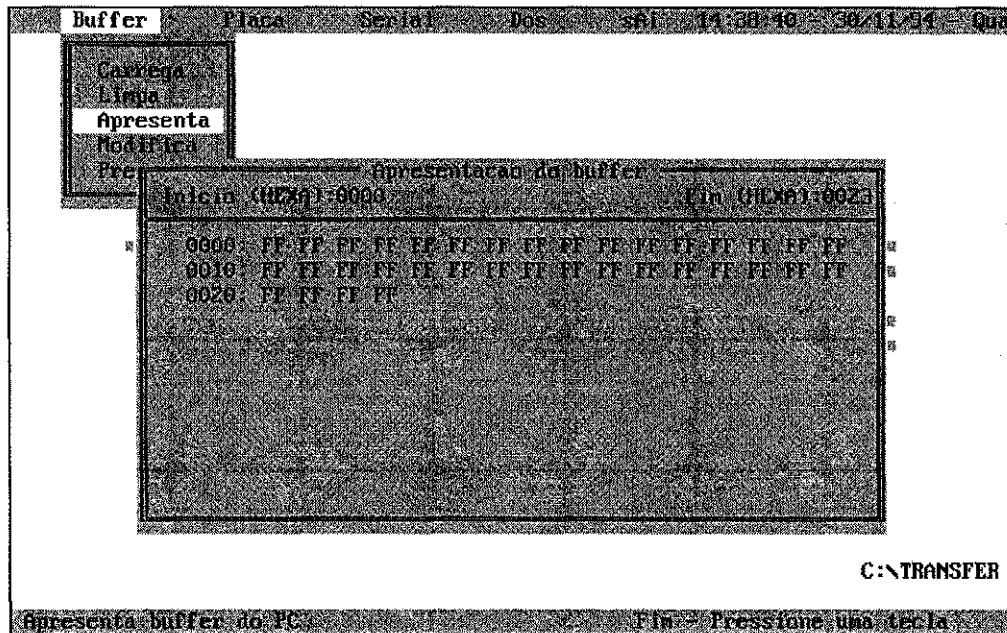 Buffer Placa Serial Dos sAi 14:38:40 - 30/11/94 - Qua
Carrega
Limpa
Apresenta
Modifica
Pre
Apresentacao do buffer
Inicio (HEXA):0000 Fim (HEXA):0023
0000: FF FF FF FF FF FF FF FF FF FF FF FF FF FF FF FF
0010: FF FF FF FF FF FF FF FF FF FF FF FF FF FF FF FF
0020: FF FF FF FF
C:\TRANSFER
Apresenta buffer do PC Fim - Pressione uma tecla